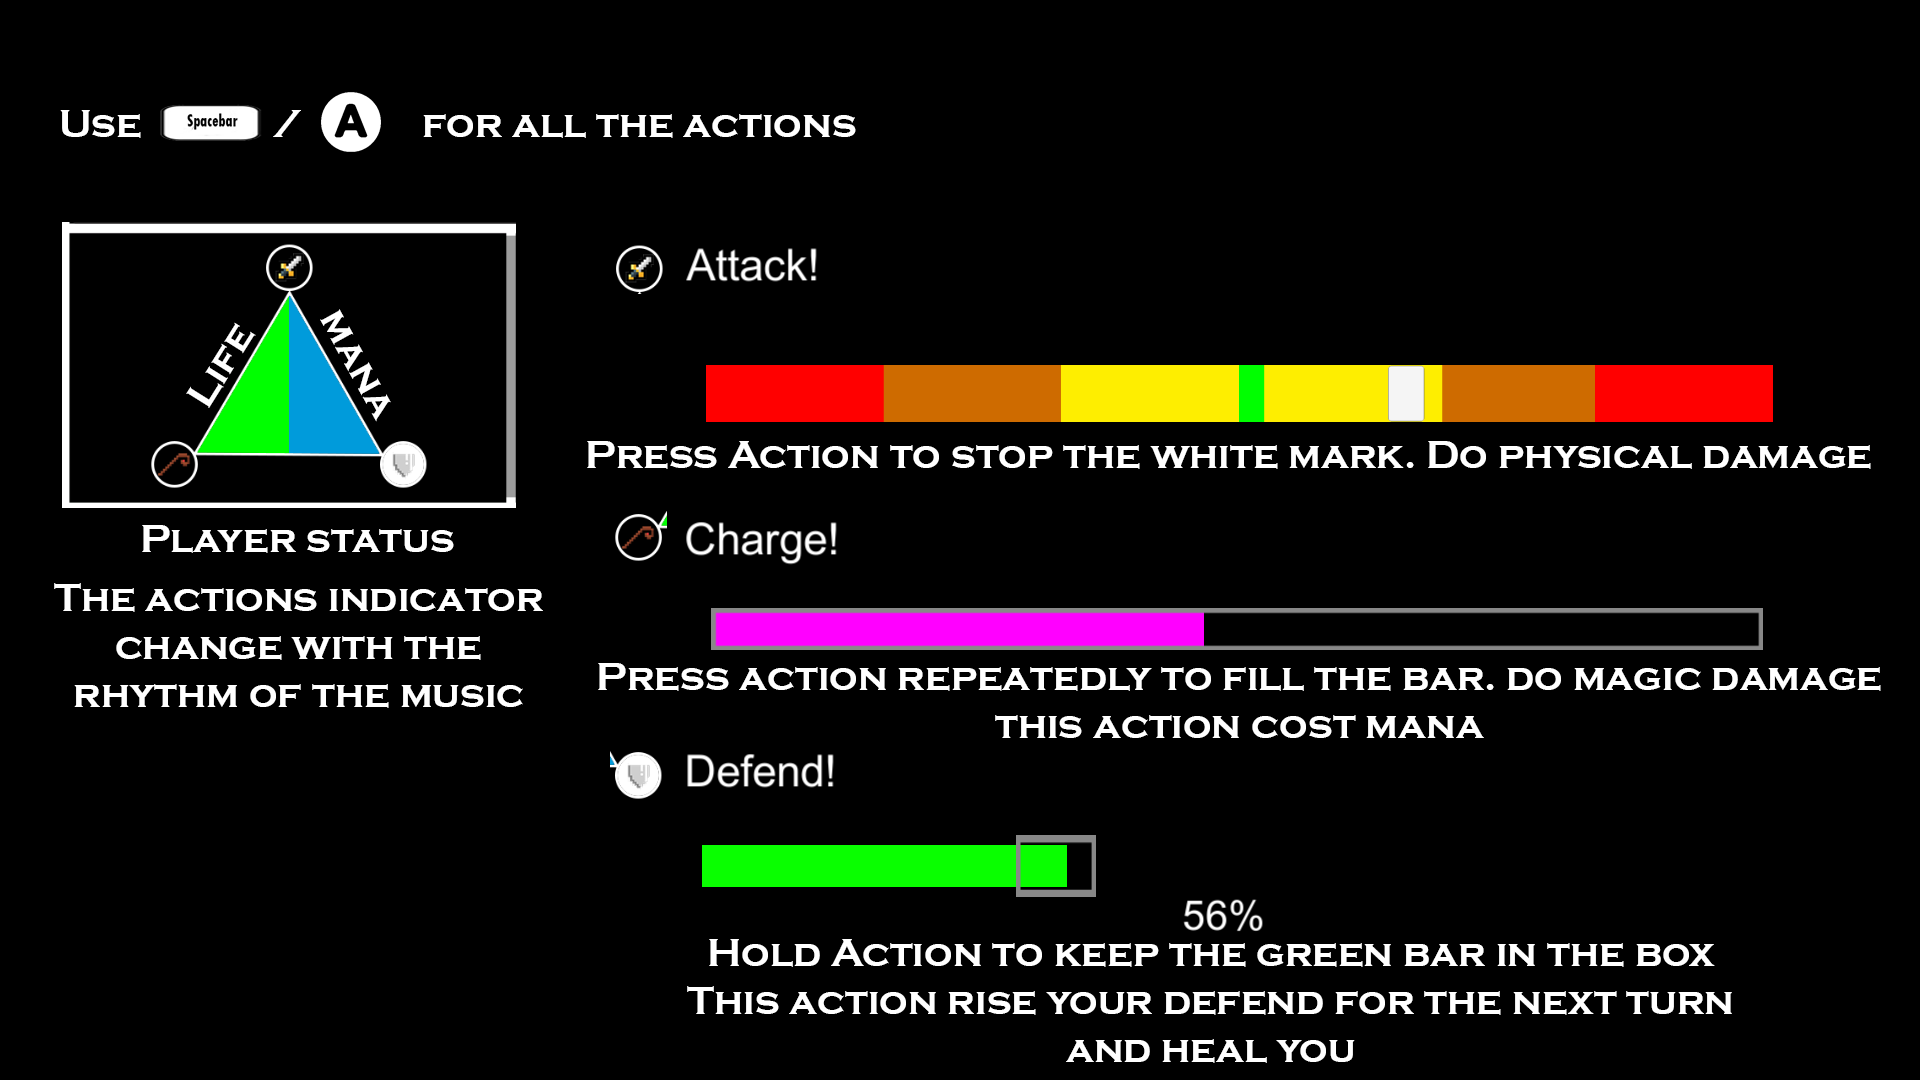 Use Spacebar / A for all the actions
Life
mana
Player status
The actions indicator
change with the
rhythm of the music
Attack!
Press Action to stop the white mark. Do physical damage
Charge!
Press action repeatedly to fill the bar. do magic damage
this action cost mana
Defend!
56%
Hold Action to keep the green bar in the box
This action rise your defend for the next turn
and heal you